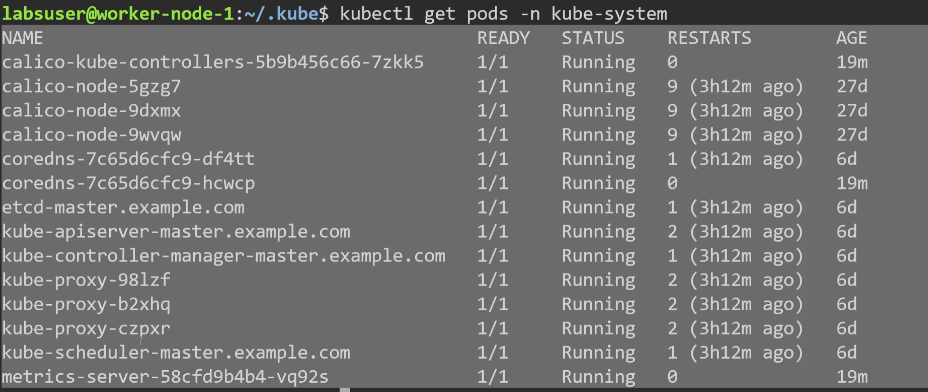 labsuser@worker-node-1:~/.kube$ kubectl get pods -n kube-system
NAME READY STATUS RESTARTS AGE
calico-kube-controllers-5b9b456c66-7zkk5 1/1 Running 0 19m
calico-node-5gzg7 1/1 Running 9 (3h12m ago) 27d
calico-node-9dxmx 1/1 Running 9 (3h12m ago) 27d
calico-node-9wvqw 1/1 Running 9 (3h12m ago) 27d
coredns-7c65d6cfc9-df4tt 1/1 Running 1 (3h12m ago) 6d
coredns-7c65d6cfc9-hcwcp 1/1 Running 0 19m
etcd-master.example.com 1/1 Running 1 (3h12m ago) 6d
kube-apiserver-master.example.com 1/1 Running 2 (3h12m ago) 6d
kube-controller-manager-master.example.com 1/1 Running 1 (3h12m ago) 6d
kube-proxy-98lzf 1/1 Running 2 (3h12m ago) 6d
kube-proxy-b2xhq 1/1 Running 2 (3h12m ago) 6d
kube-proxy-czpxr 1/1 Running 2 (3h12m ago) 6d
kube-scheduler-master.example.com 1/1 Running 1 (3h12m ago) 6d
metrics-server-58cfd9b4b4-vq92s 1/1 Running 0 19m